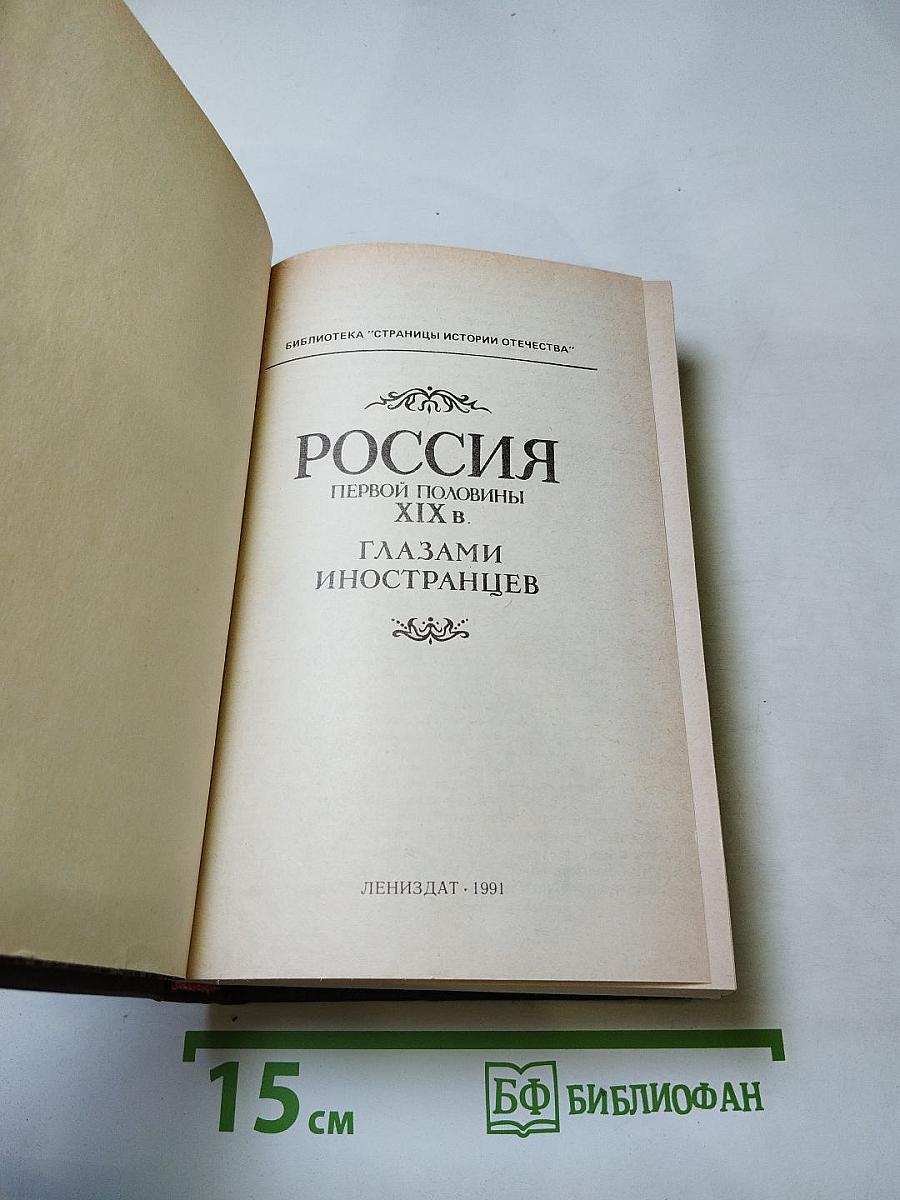 БИБЛИОТЕКА "СТРАНИЦЫ ИСТОРИИ ОТЕЧЕСТВА"
РОССИЯ
ПЕРВОЙ ПОЛОВИНЫ
XIX в.
ГЛАЗАМИ
ИНОСТРАНЦЕВ
ЛЕНИЗДАТ · 1991
15 см
БФ БИБЛИОФАН